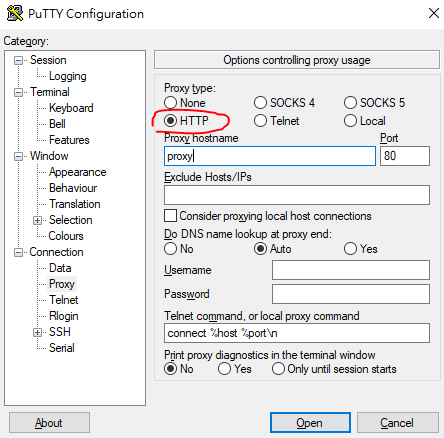 PuTTY Configuration
Category:
Session
Logging
Terminal
Keyboard
Bell
Features
Window
Appearance
Behaviour
Translation
Selection
Colours
Connection
Data
Proxy
Telnet
Rlogin
SSH
Serial
Options controlling proxy usage
Proxy type:
None SOCKS 4 SOCKS 5
HTTP Telnet Local
Proxy hostname Port
proxy 80
Exclude Hosts/IPs
Consider proxying local host connections
Do DNS name lookup at proxy end:
No Auto Yes
Username
Password
Telnet command, or local proxy command
connect %host %port\n
Print proxy diagnostics in the terminal window
No Yes Only until session starts
About Open Cancel